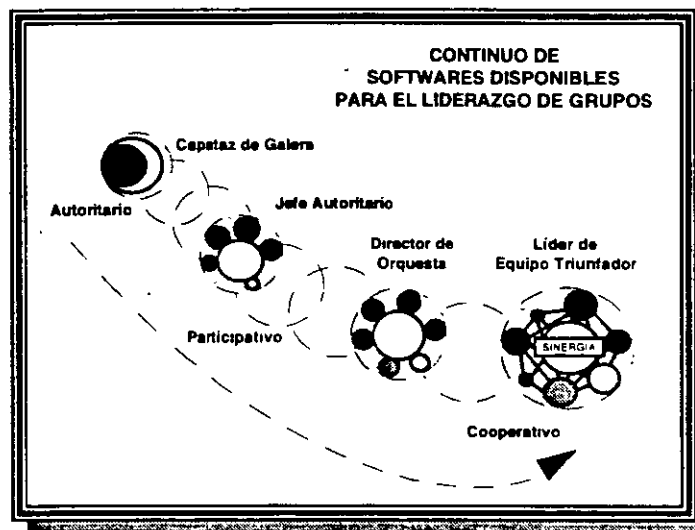 CONTINUO DE
SOFTWARES DISPONIBLES
PARA EL LIDERAZGO DE GRUPOS
Capataz de Galera
Autoritario
Jefe Autoritario
Director de
Orquesta
Líder de
Equipo Triunfador
SINERGIA
Participativo
Cooperativo